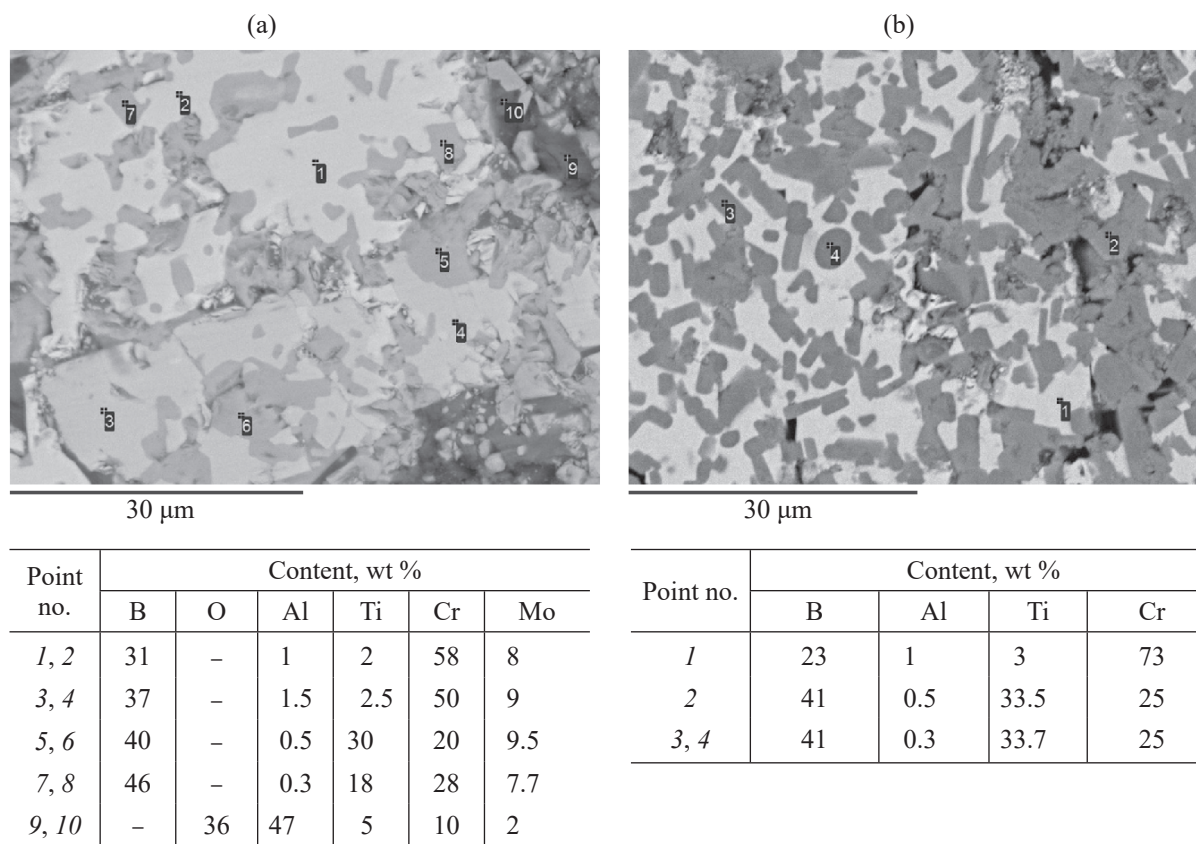 (a)
(b)
7
2
10
8
9
1
5
4
3
6
3
4
2
1
30 μm
30 μm
Point no.
Content, wt %
B O Al Ti Cr Mo
1, 2 31 – 1 2 58 8
3, 4 37 – 1.5 2.5 50 9
5, 6 40 – 0.5 30 20 9.5
7, 8 46 – 0.3 18 28 7.7
9, 10 – 36 47 5 10 2
Point no.
Content, wt %
B Al Ti Cr
1 23 1 3 73
2 41 0.5 33.5 25
3, 4 41 0.3 33.7 25